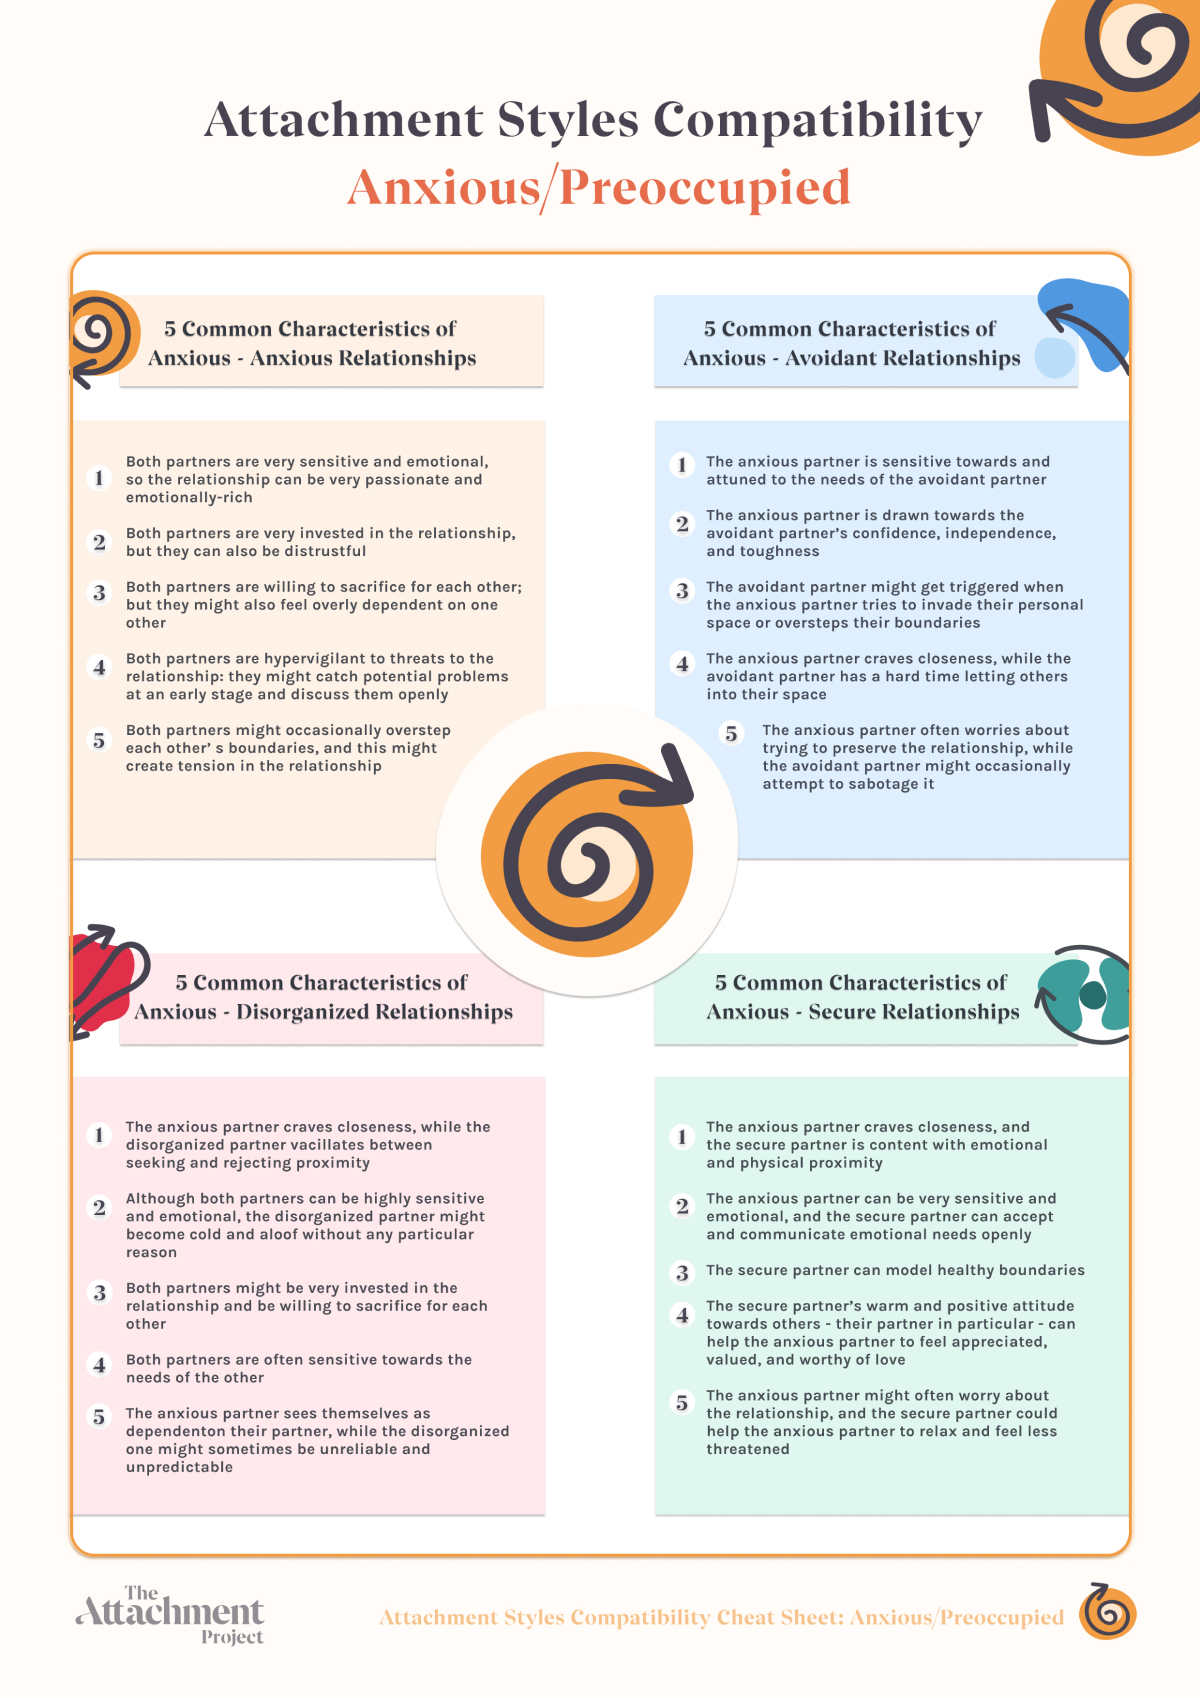 Attachment Styles Compatibility
Anxious/Preoccupied
5 Common Characteristics of
Anxious - Anxious Relationships
1
Both partners are very sensitive and emotional,
so the relationship can be very passionate and
emotionally-rich
2
Both partners are very invested in the relationship,
but they can also be distrustful
3
Both partners are willing to sacrifice for each other;
but they might also feel overly dependent on one
other
4
Both partners are hypervigilant to threats to the
relationship: they might catch potential problems
at an early stage and discuss them openly
5
Both partners might occasionally overstep
each other' s boundaries, and this might
create tension in the relationship
5 Common Characteristics of
Anxious - Avoidant Relationships
1
The anxious partner is sensitive towards and
attuned to the needs of the avoidant partner
2
The anxious partner is drawn towards the
avoidant partner's confidence, independence,
and toughness
3
The avoidant partner might get triggered when
the anxious partner tries to invade their personal
space or oversteps their boundaries
4
The anxious partner craves closeness, while the
avoidant partner has a hard time letting others
into their space
5
The anxious partner often worries about
trying to preserve the relationship, while
the avoidant partner might occasionally
attempt to sabotage it
5 Common Characteristics of
Anxious - Disorganized Relationships
1
The anxious partner craves closeness, while the
disorganized partner vacillates between
seeking and rejecting proximity
2
Although both partners can be highly sensitive
and emotional, the disorganized partner might
become cold and aloof without any particular
reason
3
Both partners might be very invested in the
relationship and be willing to sacrifice for each
other
4
Both partners are often sensitive towards the
needs of the other
5
The anxious partner sees themselves as
dependenton their partner, while the disorganized
one might sometimes be unreliable and
unpredictable
5 Common Characteristics of
Anxious - Secure Relationships
1
The anxious partner craves closeness, and
the secure partner is content with emotional
and physical proximity
2
The anxious partner can be very sensitive and
emotional, and the secure partner can accept
and communicate emotional needs openly
3
The secure partner can model healthy boundaries
4
The secure partner's warm and positive attitude
towards others - their partner in particular - can
help the anxious partner to feel appreciated,
valued, and worthy of love
5
The anxious partner might often worry about
the relationship, and the secure partner could
help the anxious partner to relax and feel less
threatened
The
Attachment
Project
Attachment Styles Compatibility Cheat Sheet: Anxious/Preoccupied